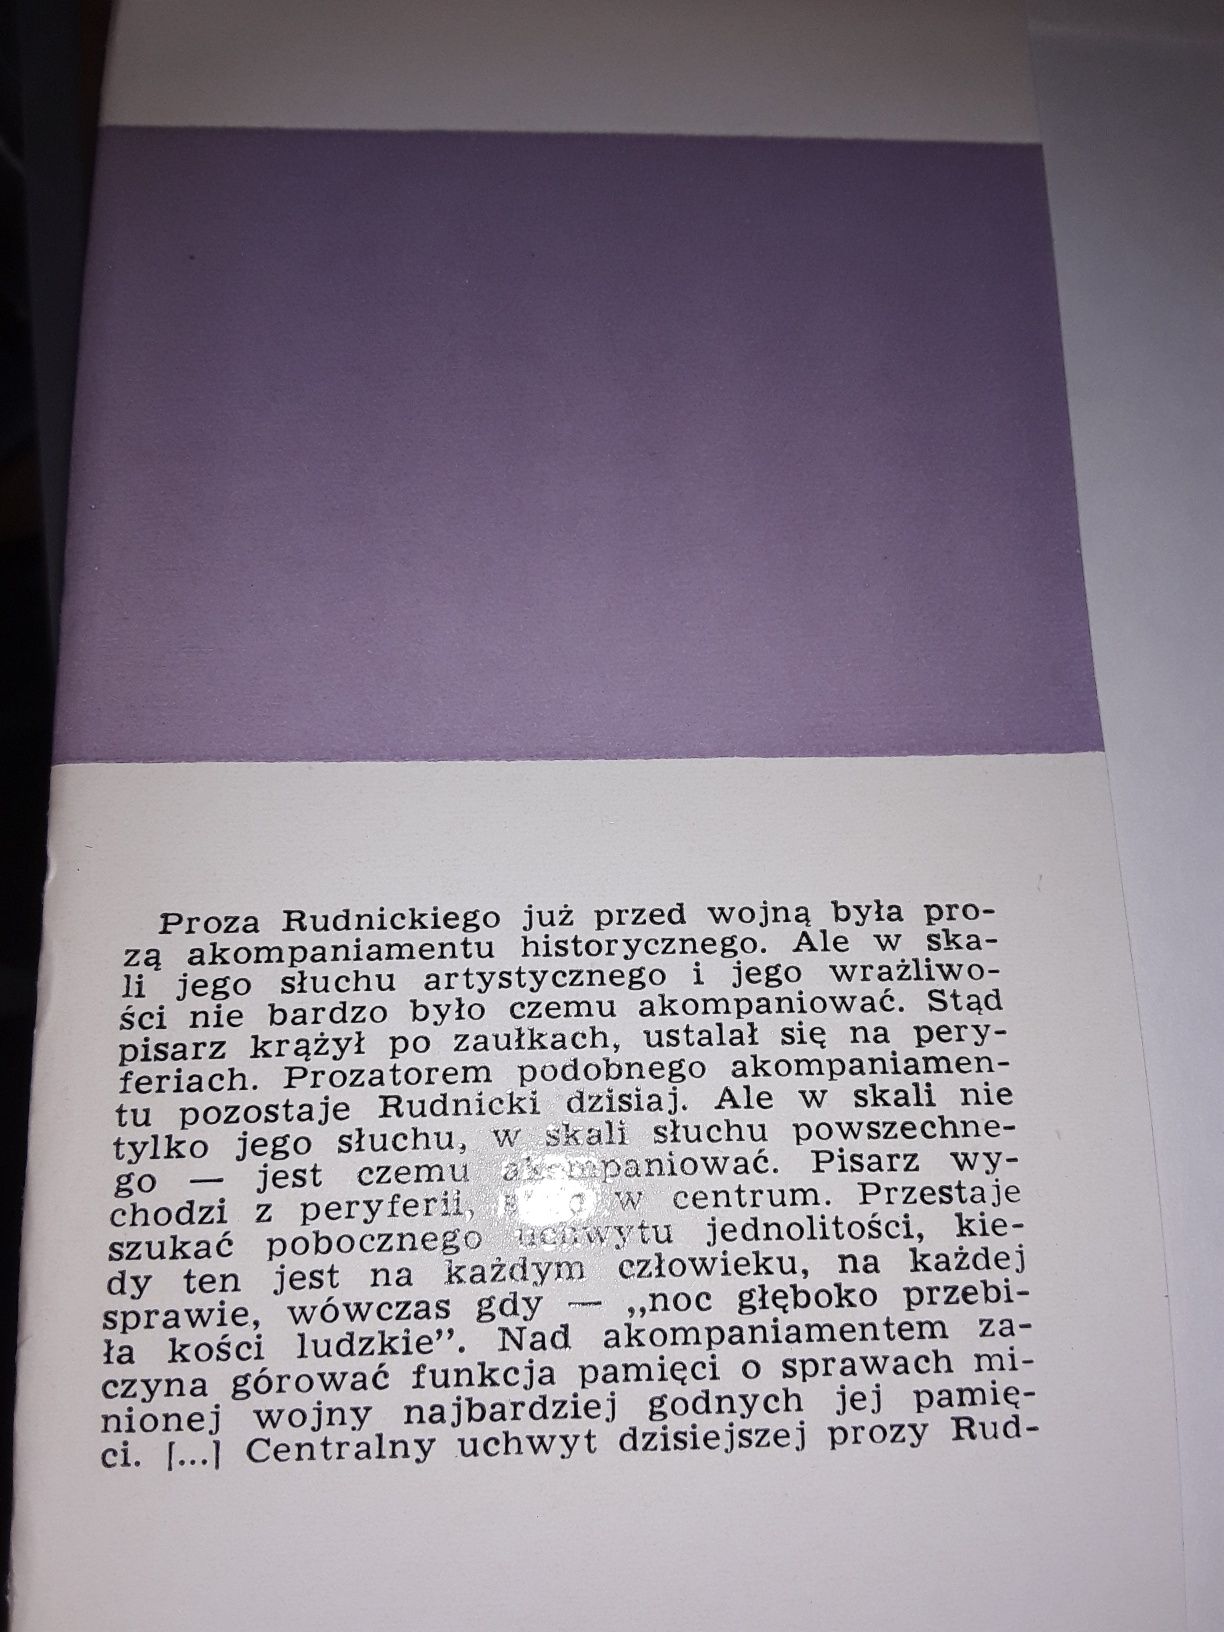 Proza Rudnickiego już przed wojną była pro-
zą akompaniamentu historycznego. Ale w ska-
li jego słuchu artystycznego i jego wrażliwo-
ści nie bardzo było czemu akompaniować. Stąd
pisarz krążył po zaułkach, ustalał się na pery-
feriach. Prozatorem podobnego akompaniamen-
tu pozostaje Rudnicki dzisiaj. Ale w skali nie
tylko jego słuchu, w skali słuchu powszechne-
go — jest czemu akompaniować. Pisarz wy-
chodzi z peryferii, w centrum. Przestaje
szukać pobocznego uchwytu jednolitości, kie-
dy ten jest na każdym człowieku, na każdej
sprawie, wówczas gdy — „noc głęboko przebi-
ła kości ludzkie”. Nad akompaniamentem za-
czyna górować funkcja pamięci o sprawach mi-
nionej wojny najbardziej godnych jej pamię-
ci. [...] Centralny uchwyt dzisiejszej prozy Rud-